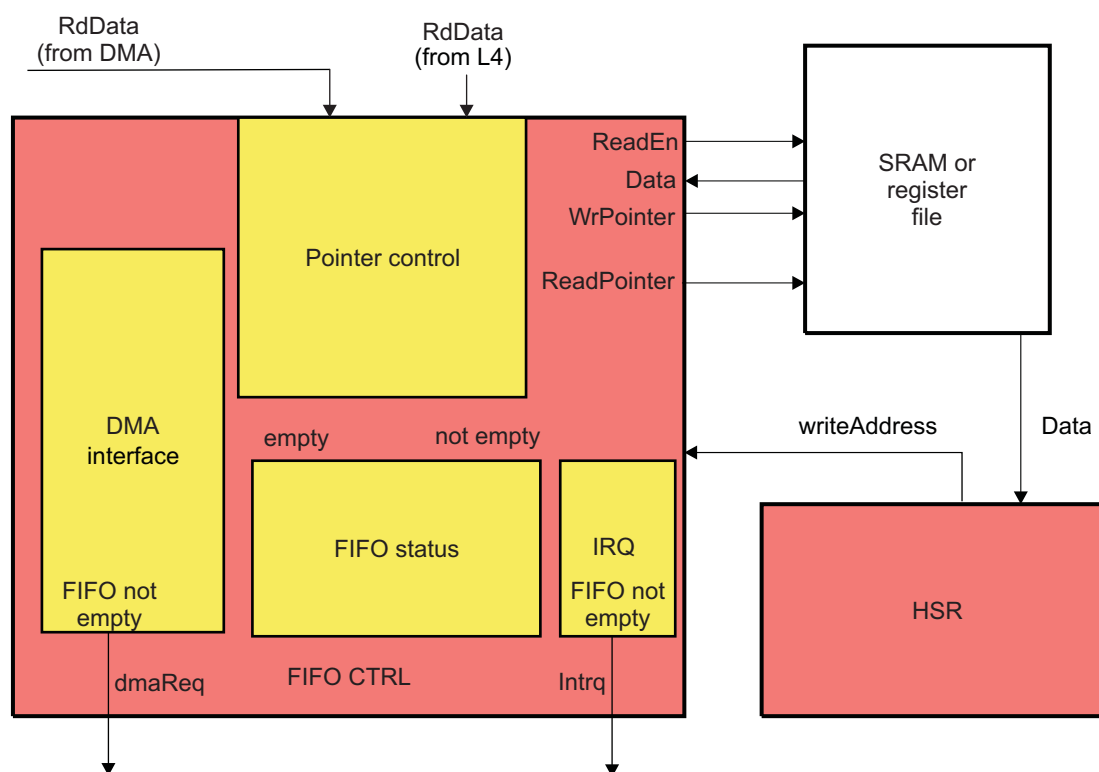 RdData
(from DMA)
RdData
(from L4)
ReadEn
Data
WrPointer
ReadPointer
SRAM or
register
file
Pointer control
DMA
interface
empty
not empty
writeAddress
Data
FIFO status
IRQ
FIFO not
empty
FIFO not
empty
HSR
dmaReq
FIFO CTRL
Intrq